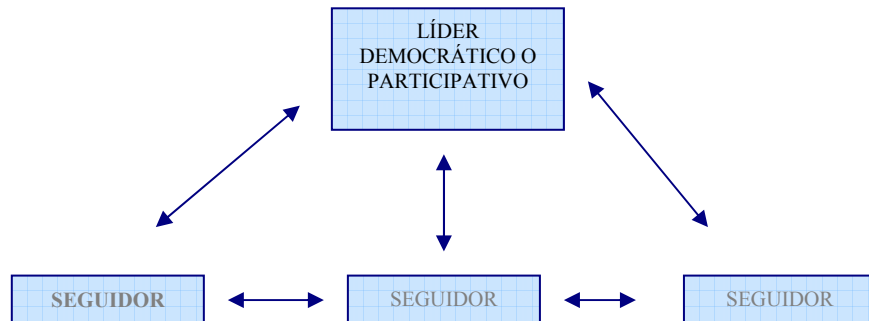 LÍDER
DEMOCRÁTICO O
PARTICIPATIVO
SEGUIDOR
SEGUIDOR
SEGUIDOR